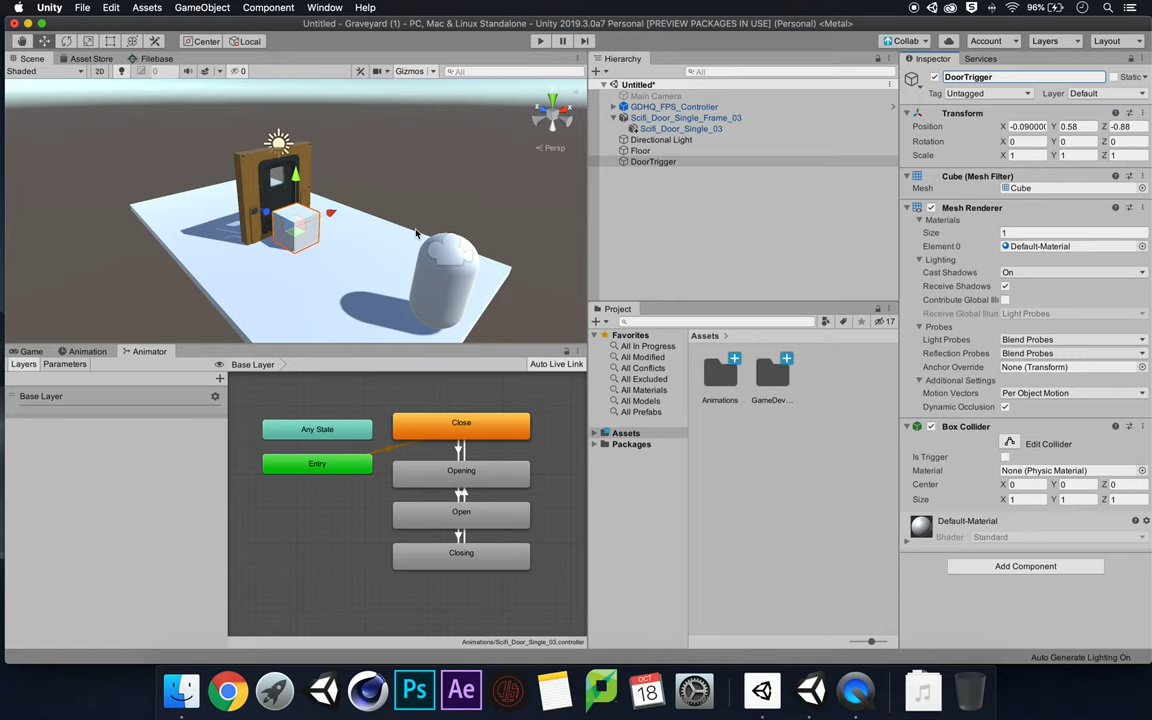 Unity File Edit Assets GameObject Component Window Help 96%
Untitled - Graveyard (1) - PC, Mac & Linux Standalone - Unity 2019.3.0a7 Personal [PREVIEW PACKAGES IN USE] (Personal) <Metal>
Center Local Collab Account Layers Layout
Scene Asset Store Filebase
Shaded 2D 0 Gizmos All
Persp
Game Animation Animator
Layers Parameters Base Layer Auto Live Link
Base Layer
Any State
Entry
Close
Opening
Open
Closing
Animations/Scifi_Door_Single_03.controller
Hierarchy
All
Untitled*
Main Camera
GDHQ_FPS_Controller
Scifi_Door_Single_Frame_03
Scifi_Door_Single_03
Directional Light
Floor
DoorTrigger
Project
17
Favorites
All In Progress
All Modified
All Conflicts
All Excluded
All Materials
All Models
All Prefabs
Assets
Packages
Assets
Animations
GameDev...
Inspector Services
DoorTrigger Static
Tag Untagged Layer Default
Transform
Position X -0.090000( Y 0.58 Z -0.88
Rotation X 0 Y 0 Z 0
Scale X 1 Y 1 Z 1
Cube (Mesh Filter)
Mesh Cube
Mesh Renderer
Materials
Size 1
Element 0 Default-Material
Lighting
Cast Shadows On
Receive Shadows
Contribute Global Illu
Receive Global Illum Light Probes
Probes
Light Probes Blend Probes
Reflection Probes Blend Probes
Anchor Override None (Transform)
Additional Settings
Motion Vectors Per Object Motion
Dynamic Occlusion
Box Collider
Edit Collider
Is Trigger
Material None (Physic Material)
Center X 0 Y 0 Z 0
Size X 1 Y 1 Z 1
Default-Material
Shader Standard
Add Component
Auto Generate Lighting On
Ps Ae
OCT
18